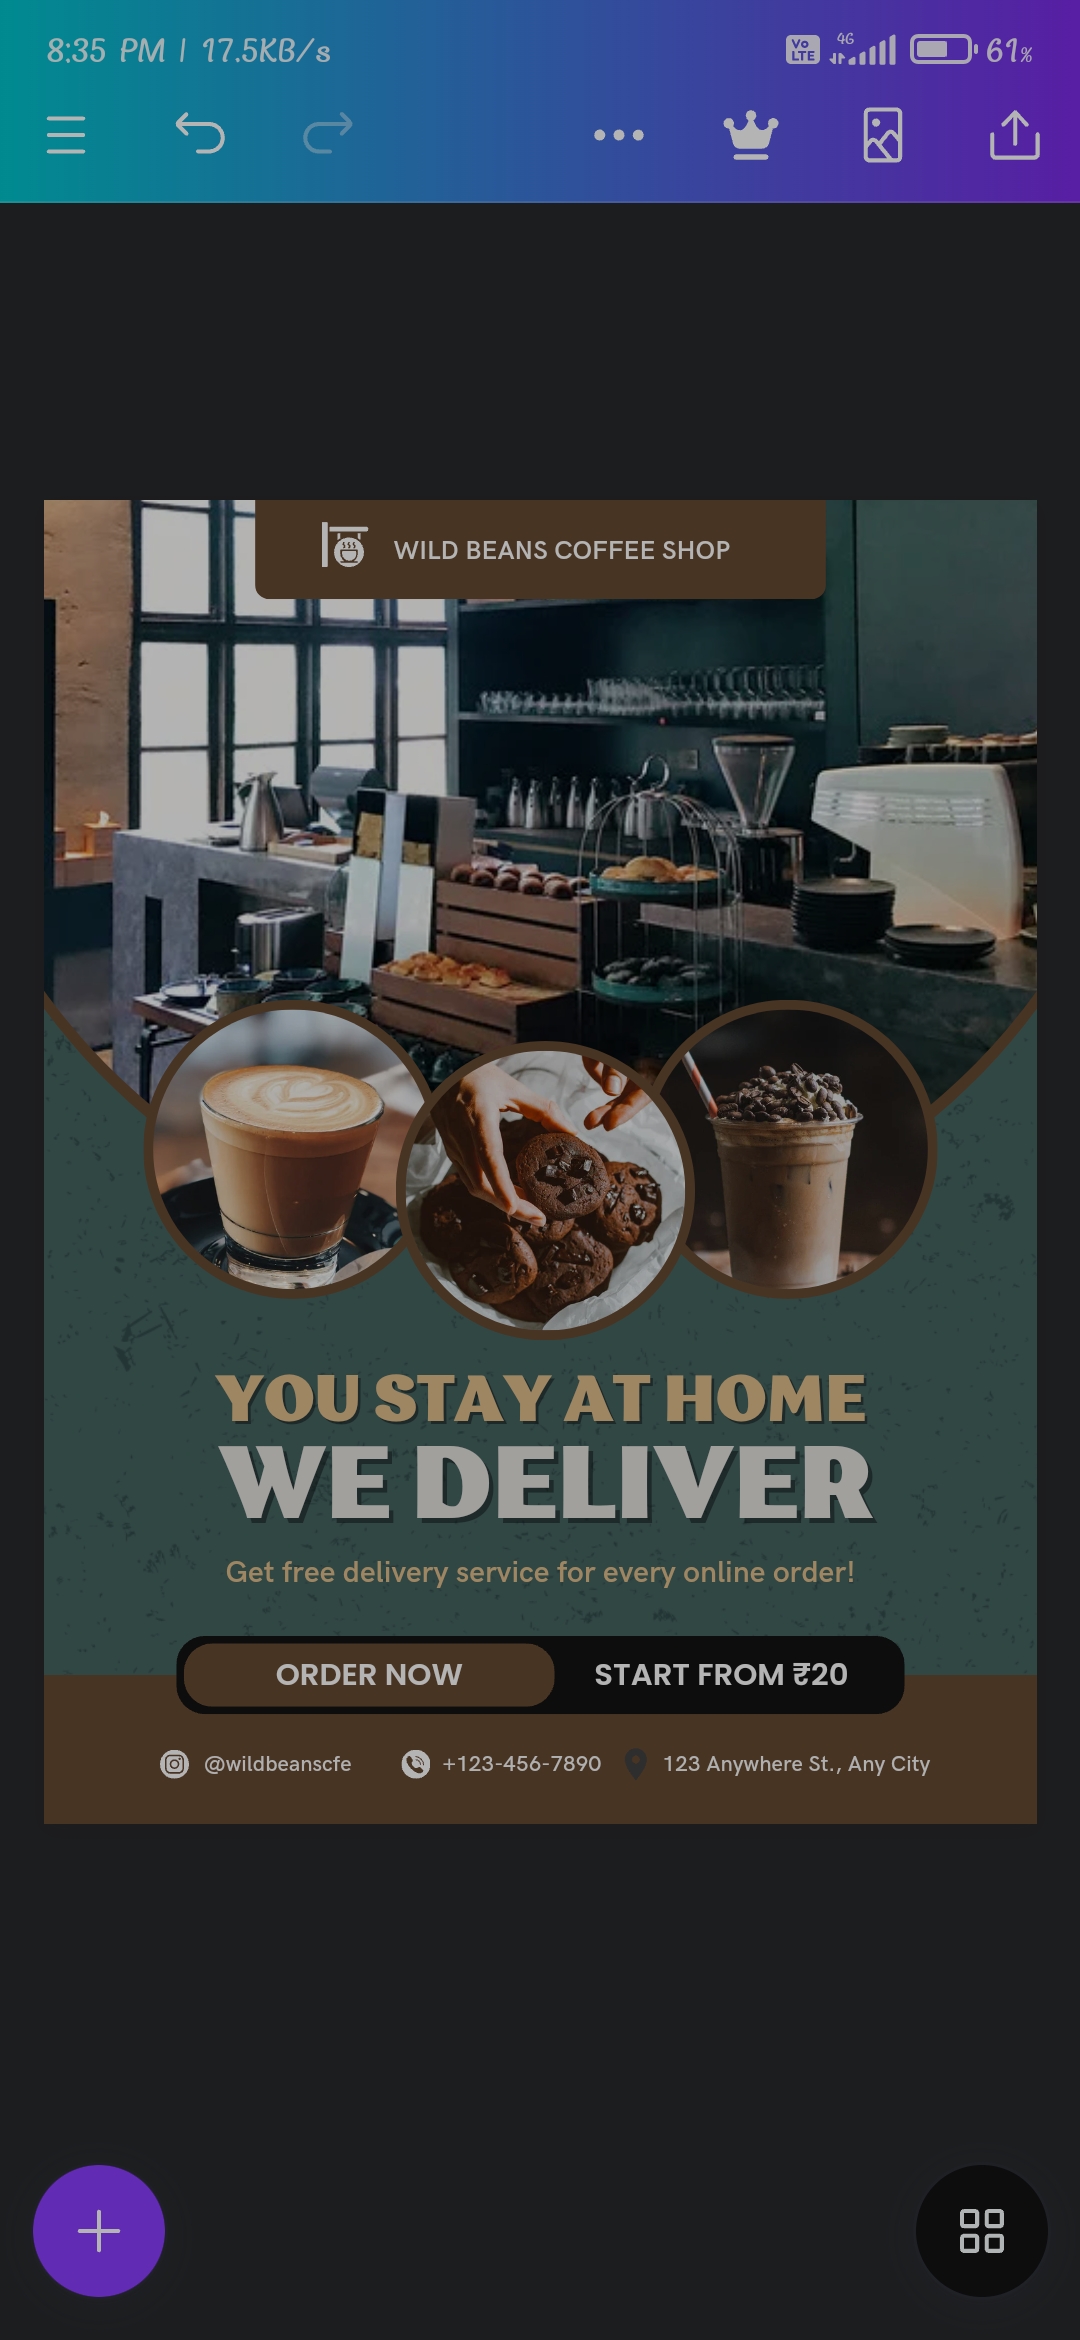 8:35 PM | 17.5KB/s
Vo LTE 4G 61%
WILD BEANS COFFEE SHOP
YOU STAY AT HOME
WE DELIVER
Get free delivery service for every online order!
ORDER NOW START FROM ₹20
@wildbeanscfe +123-456-7890 123 Anywhere St., Any City